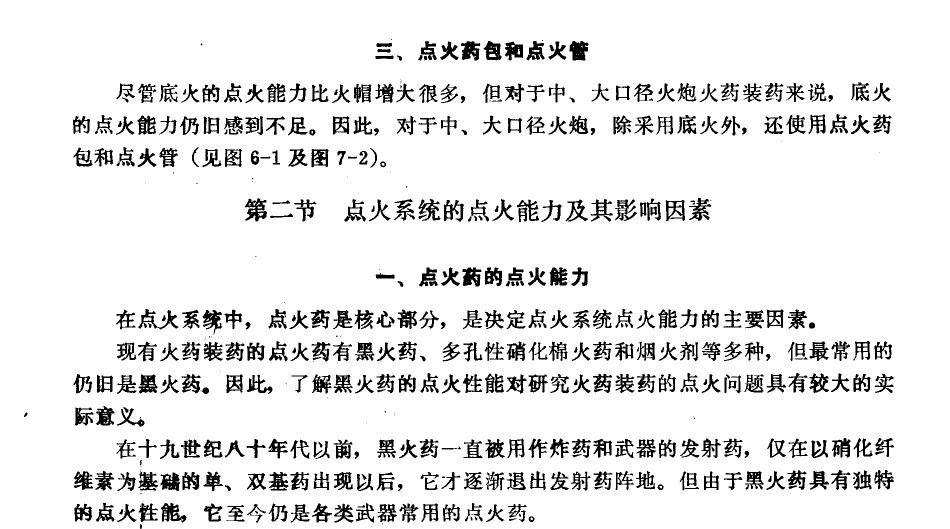 三、点火药包和点火管
尽管底火的点火能力比火帽增大很多，但对于中、大口径火炮火药装药来说，底火
的点火能力仍旧感到不足。因此，对于中、大口径火炮，除采用底火外，还使用点火药
包和点火管（见图 6-1 及图 7-2）。
第二节 点火系统的点火能力及其影响因素
一、点火药的点火能力
在点火系统中，点火药是核心部分，是决定点火系统点火能力的主要因素。
现有火药装药的点火药有黑火药、多孔性硝化棉火药和烟火剂等多种，但最常用的
仍旧是黑火药。因此，了解黑火药的点火性能对研究火药装药的点火问题具有较大的实
际意义。
在十九世纪八十年代以前，黑火药一直被用作炸药和武器的发射药，仅在以硝化纤
维素为基础的单、双基药出现以后，它才逐渐退出发射药阵地。但由于黑火药具有独特
的点火性能，它至今仍是各类武器常用的点火药。